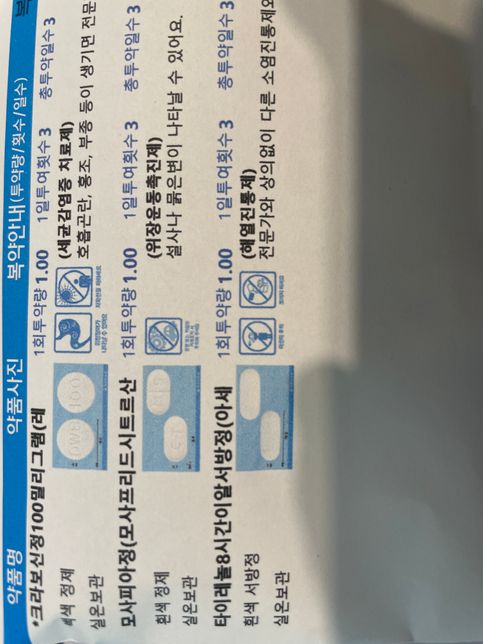 약품명 약품사진 복약안내(투약량/횟수/일수)
*크라보신정100밀리그램(레 1회투약량 1.00 1일투여횟수 3 총투약일수 3
(세균감염증 치료제)
호흡곤란, 홍조, 부종 등이 생기면 전문
색 정제
실온보관
DW8 100
모사피아정(모사프리드시트르산 1회투약량 1.00 1일투여횟수 3 총투약일수 3
(위장운동촉진제)
설사나 묽은변이 나타날 수 있어요.
흰색 정제
실온보관
타이레놀8시간이알서방정(아세 1회투약량 1.00 1일투여횟수 3 총투약일수 3
(해열진통제)
전문가와 상의없이 다른 소염진통제와
흰색 서방정
실온보관